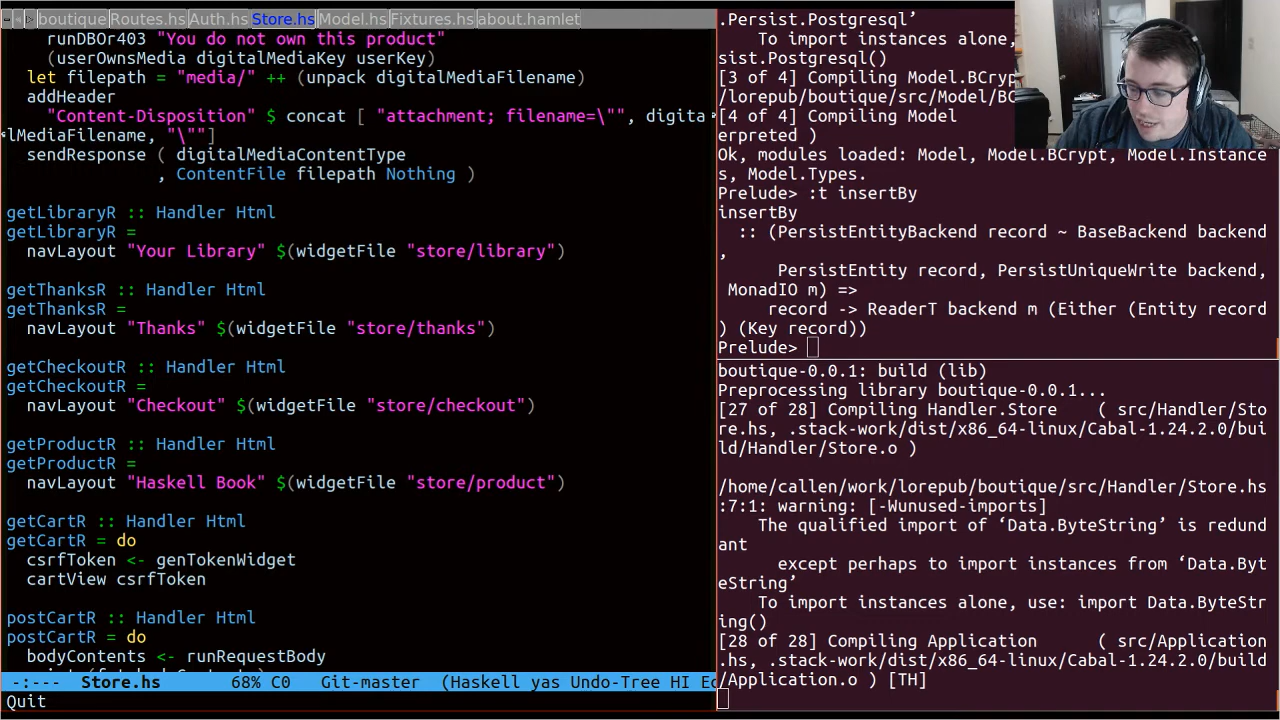 boutique Routes.hs Auth.hs Store.hs Model.hs Fixtures.hs about.hamlet
runDBOr403 "You do not own this product"
(userOwnsMedia digitalMediaKey userKey)
let filepath = "media/" ++ (unpack digitalMediaFilename)
addHeader
"Content-Disposition" $ concat [ "attachment; filename=\"", digita
lMediaFilename, "\""]
sendResponse ( digitalMediaContentType
, ContentFile filepath Nothing )
getLibraryR :: Handler Html
getLibraryR =
navLayout "Your Library" $(widgetFile "store/library")
getThanksR :: Handler Html
getThanksR =
navLayout "Thanks" $(widgetFile "store/thanks")
getCheckoutR :: Handler Html
getCheckoutR =
navLayout "Checkout" $(widgetFile "store/checkout")
getProductR :: Handler Html
getProductR =
navLayout "Haskell Book" $(widgetFile "store/product")
getCartR :: Handler Html
getCartR = do
csrfToken <- genTokenWidget
cartView csrfToken
postCartR :: Handler Html
postCartR = do
bodyContents <- runRequestBody
-:--- Store.hs 68% C0 Git-master (Haskell yas Undo-Tree HI
Quit
.Persist.Postgresql’
To import instances alone,
sist.Postgresql()
[3 of 4] Compiling Model.BCryp
/lorepub/boutique/src/Model/BC
[4 of 4] Compiling Model
erpreted )
Ok, modules loaded: Model, Model.BCrypt, Model.Instance
s, Model.Types.
Prelude> :t insertBy
insertBy
:: (PersistEntityBackend record ~ BaseBackend backend
,
PersistEntity record, PersistUniqueWrite backend,
MonadIO m) =>
record -> ReaderT backend m (Either (Entity record
) (Key record))
Prelude>
boutique-0.0.1: build (lib)
Preprocessing library boutique-0.0.1...
[27 of 28] Compiling Handler.Store ( src/Handler/Sto
re.hs, .stack-work/dist/x86_64-linux/Cabal-1.24.2.0/bui
ld/Handler/Store.o )
/home/callen/work/lorepub/boutique/src/Handler/Store.hs
:7:1: warning: [-Wunused-imports]
The qualified import of ‘Data.ByteString’ is redund
ant
except perhaps to import instances from ‘Data.Byt
eString’
To import instances alone, use: import Data.ByteStr
ing()
[28 of 28] Compiling Application ( src/Application
.hs, .stack-work/dist/x86_64-linux/Cabal-1.24.2.0/build
/Application.o ) [TH]